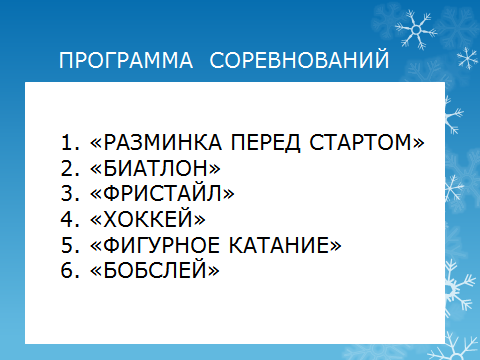 ПРОГРАММА СОРЕВНОВАНИЙ
1. «РАЗМИНКА ПЕРЕД СТАРТОМ»
2. «БИАТЛОН»
3. «ФРИСТАЙЛ»
4. «ХОККЕЙ»
5. «ФИГУРНОЕ КАТАНИЕ»
6. «БОБСЛЕЙ»